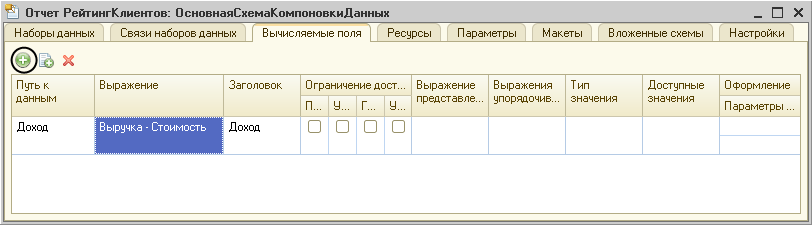 Отчет РейтингКлиентов: ОсновнаяСхемаКомпоновкиДанных
Наборы данных Связи наборов данных Вычисляемые поля Ресурсы Параметры Макеты Вложенные схемы Настройки
Путь к данным Выражение Заголовок Ограничение дост... Выражение представле... Выражения упорядочив... Тип значения Доступные значения Оформление
П... У... Г... У... Параметры ...
Доход Выручка - Стоимость Доход